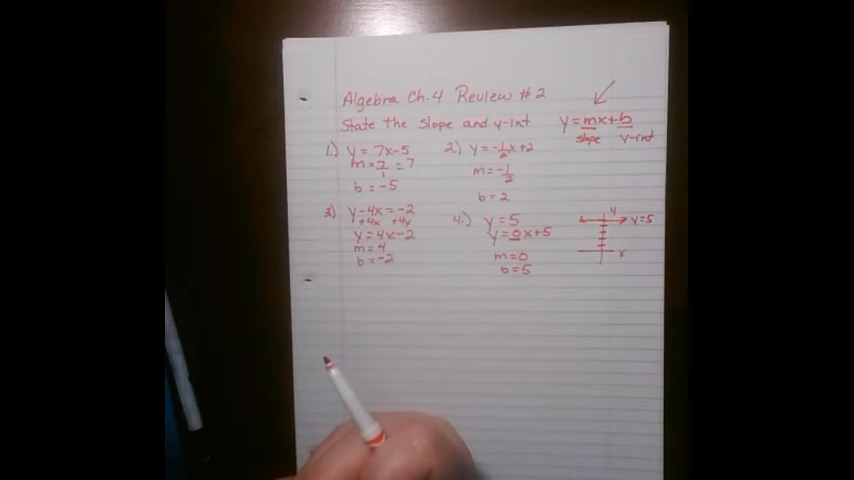 Algebra Ch. 4 Review #2
State the slope and y-int
y = mx+b
slope y-int
1.) y = 7x-5
m = 7/1 = 7
b = -5
2.) y = -1/2x+2
m = -1/2
b = 2
3) y-4x = -2
+4x +4x
y = 4x-2
m = 4
b = -2
4.) y = 5
y = 0x+5
m = 0
b = 5
y
y = 5
x